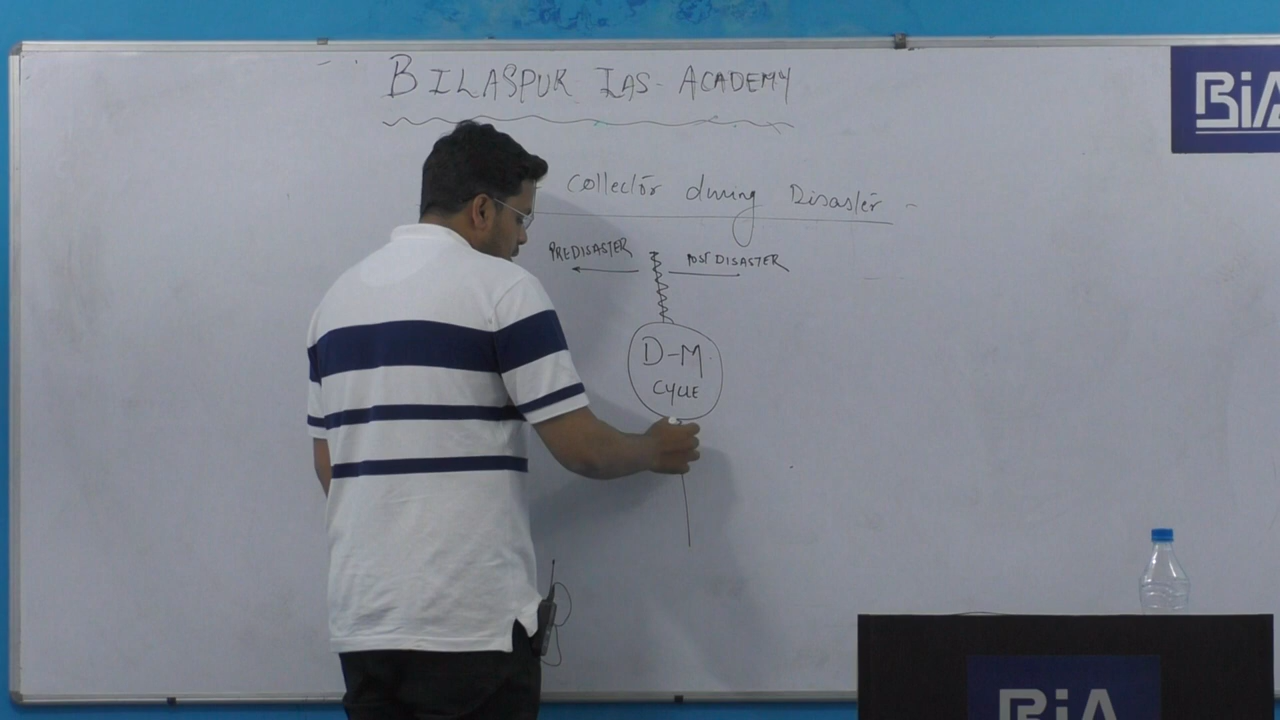 BILASPUR IAS-ACADEMY
BiA
Collector during Disaster -
PREDISASTER
POST DISASTER
D-M
CYCLE
BiA